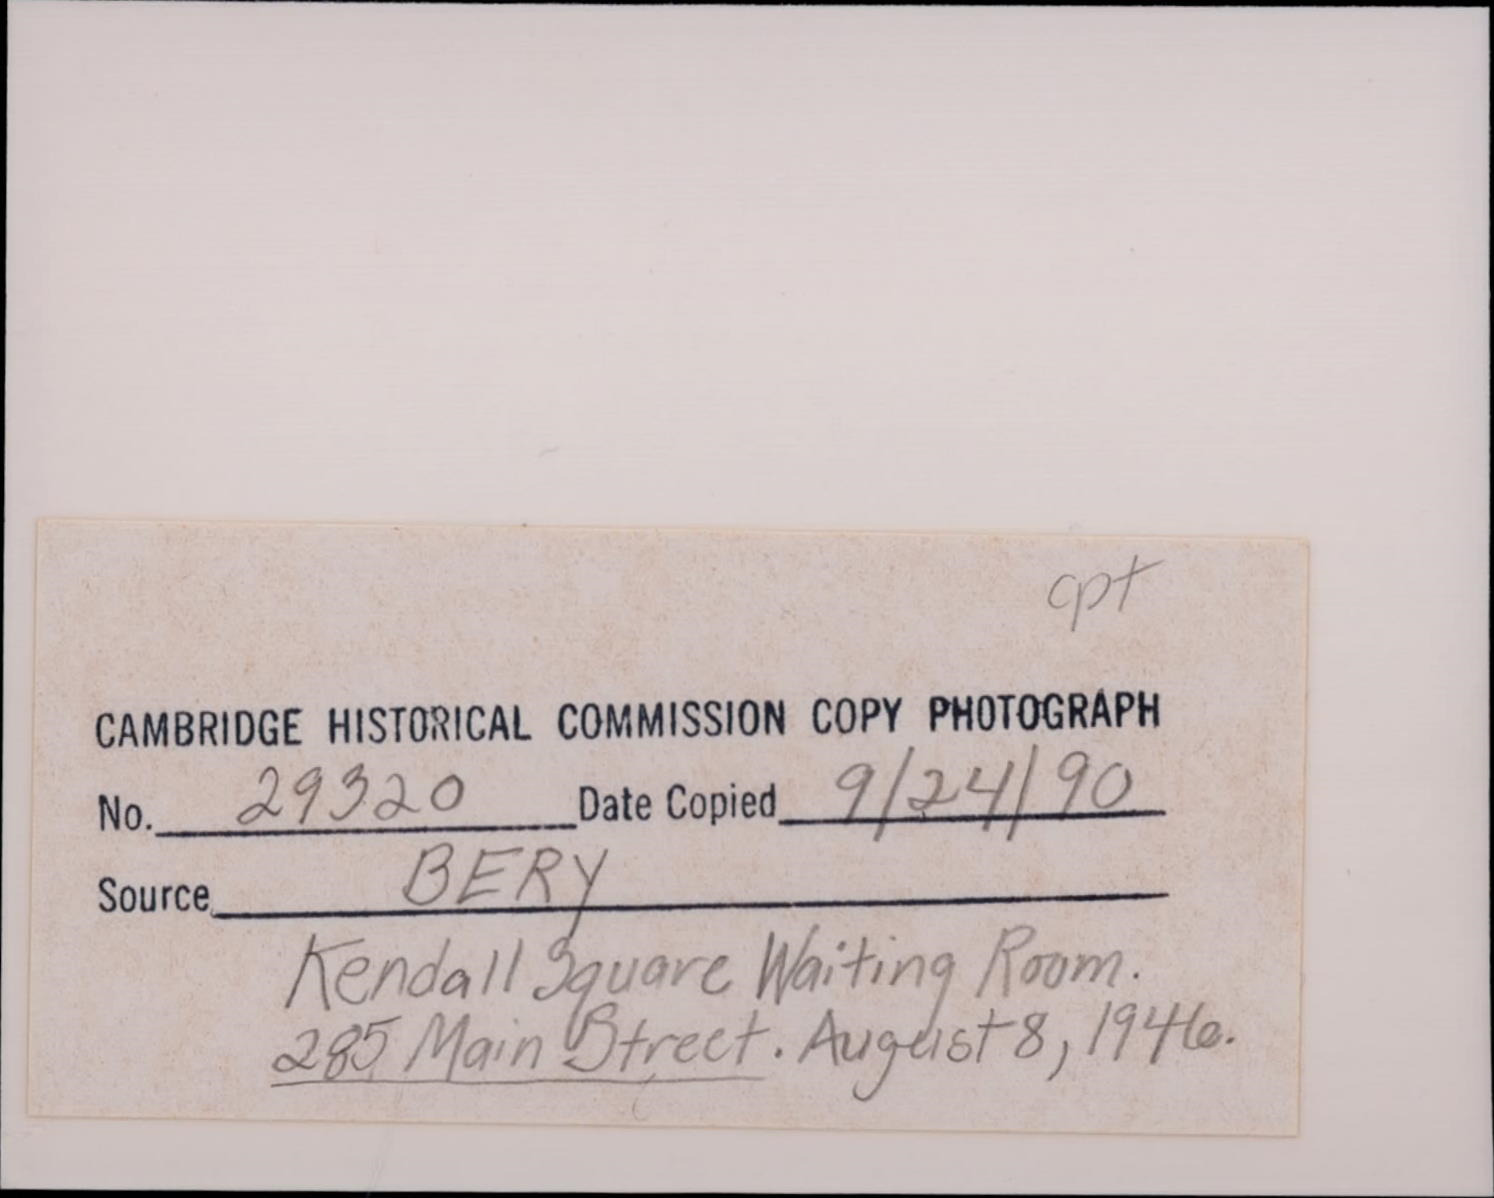 cpt
CAMBRIDGE HISTORICAL COMMISSION COPY PHOTOGRAPH
No. 29320 Date Copied 9/24/90
Source BERY
Kendall Square Waiting Room.
285 Main Street. August 8, 1946.